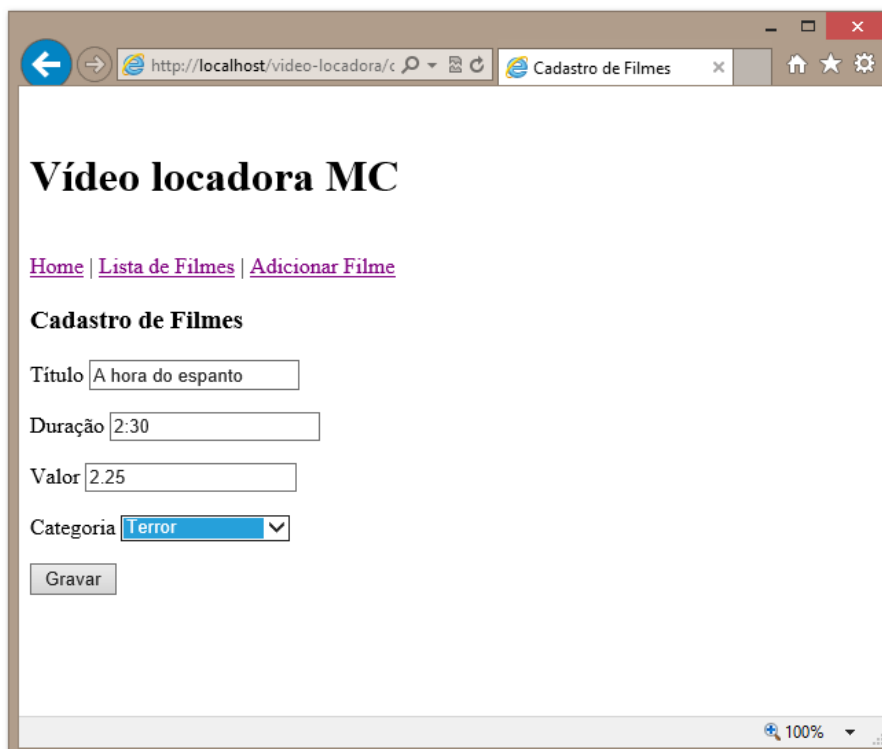 http://localhost/video-locadora/c
Cadastro de Filmes
Vídeo locadora MC
Home | Lista de Filmes | Adicionar Filme
Cadastro de Filmes
Título A hora do espanto
Duração 2:30
Valor 2.25
Categoria Terror
Gravar
100%